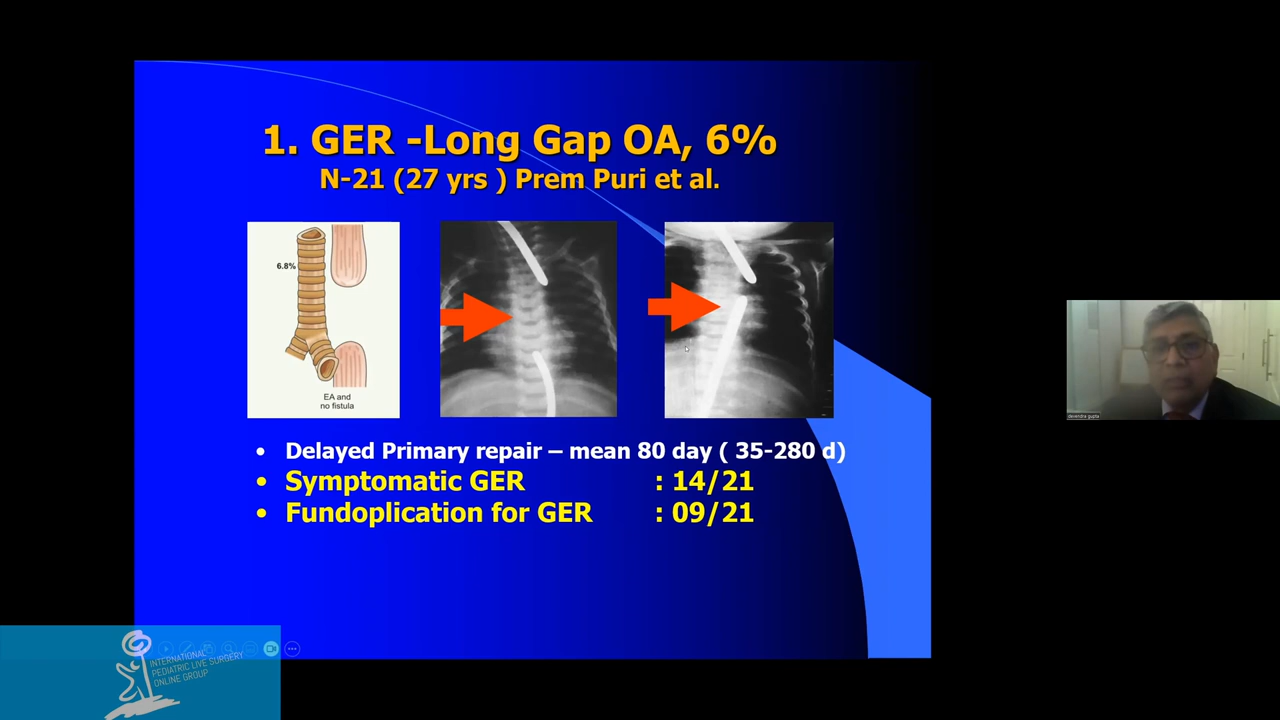 1. GER -Long Gap OA, 6%
N-21 (27 yrs ) Prem Puri et al.
6.8%
EA and
no fistula
• Delayed Primary repair – mean 80 day ( 35-280 d)
• Symptomatic GER : 14/21
• Fundoplication for GER : 09/21
devendra gupta
INTERNATIONAL
PEDIATRIC LIVE SURGERY
ONLINE GROUP